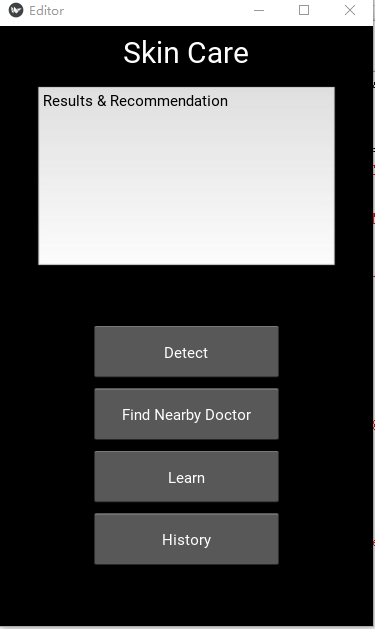 Editor
Skin Care
Results & Recommendation
Detect
Find Nearby Doctor
Learn
History